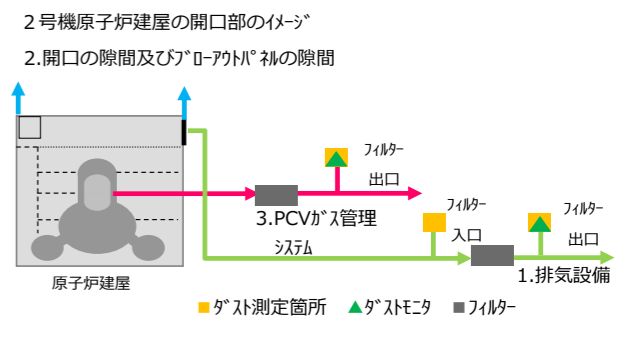 ２号機原子炉建屋の開口部のｲﾒｰｼﾞ
2.開口の隙間及びﾌﾞﾛｰｱｳﾄﾊﾟﾈﾙの隙間
ﾌｨﾙﾀｰ
出口
3.PCVｶﾞｽ管理
ｼｽﾃﾑ
ﾌｨﾙﾀｰ
入口
ﾌｨﾙﾀｰ
出口
1.排気設備
原子炉建屋
ﾀﾞｽﾄ測定箇所
ﾀﾞｽﾄﾓﾆﾀ
ﾌｨﾙﾀｰ